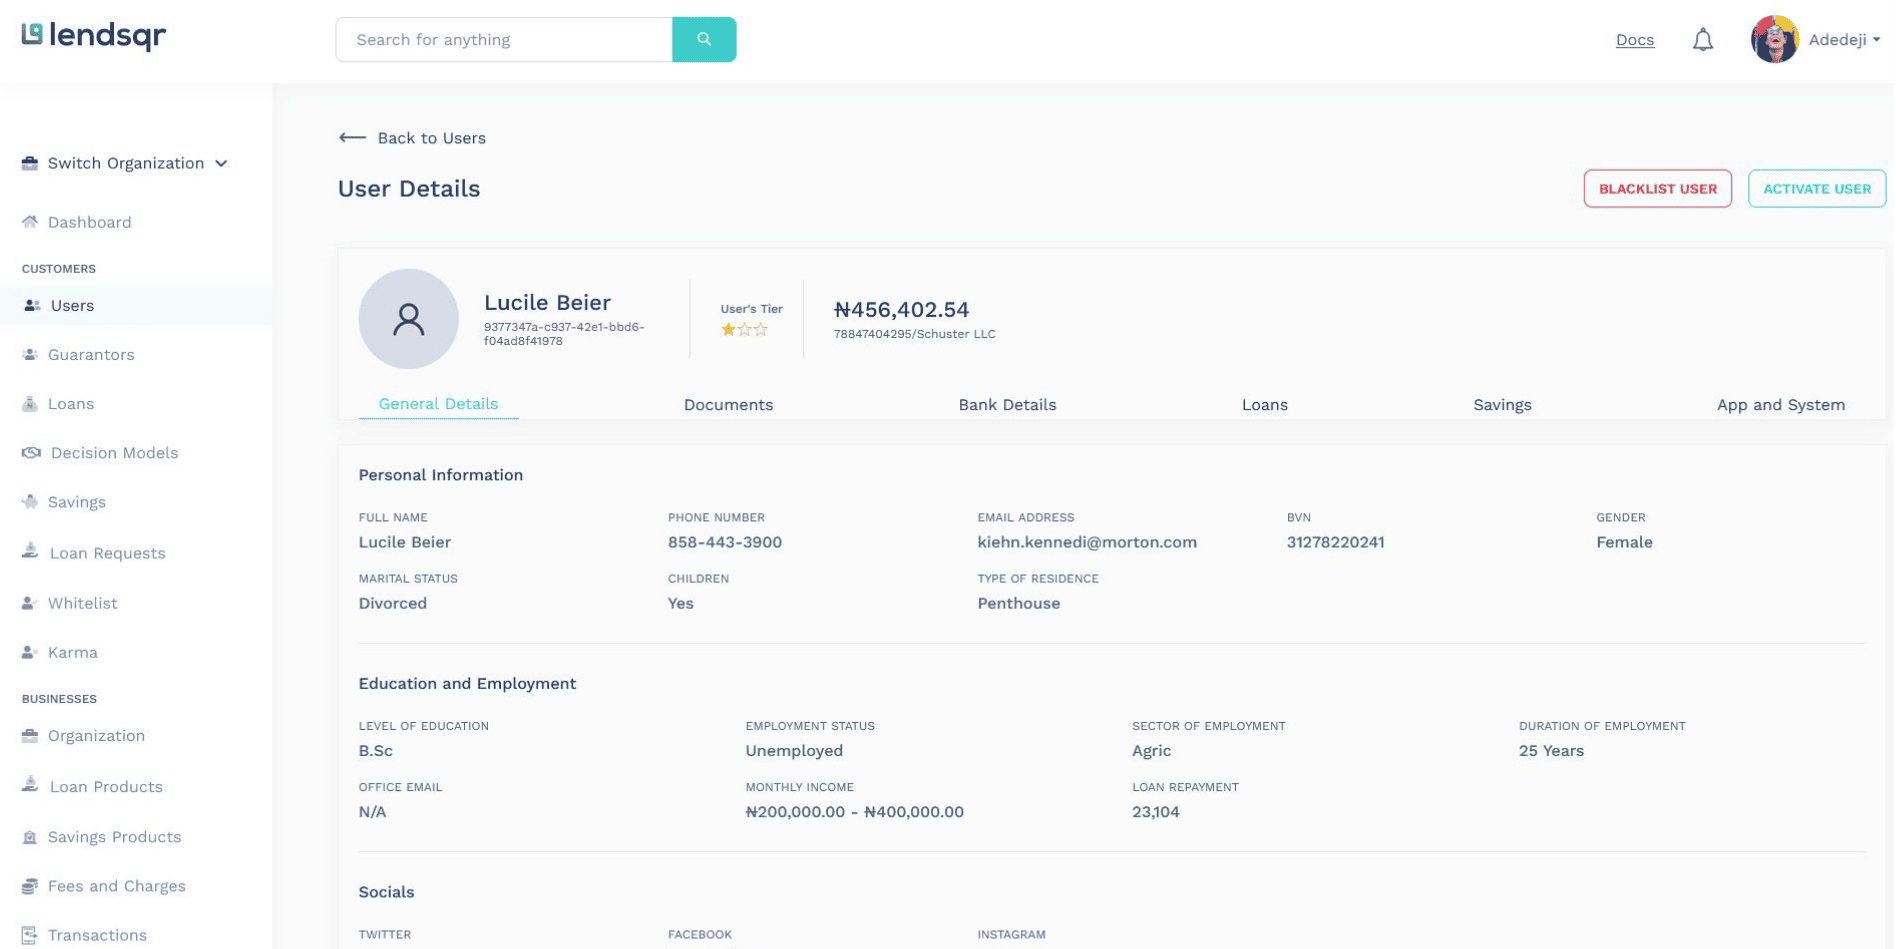 lendsqr
Search for anything
Docs
Adedeji
Switch Organization
Dashboard
CUSTOMERS
Users
Guarantors
Loans
Decision Models
Savings
Loan Requests
Whitelist
Karma
BUSINESSES
Organization
Loan Products
Savings Products
Fees and Charges
Transactions
Back to Users
User Details
BLACKLIST USER
ACTIVATE USER
Lucile Beier
9377347a-c937-42e1-bbd6-
f04ad8f41978
User's Tier
₦456,402.54
78847404295/Schuster LLC
General Details
Documents
Bank Details
Loans
Savings
App and System
Personal Information
FULL NAME
Lucile Beier
PHONE NUMBER
858-443-3900
EMAIL ADDRESS
kiehn.kennedi@morton.com
BVN
31278220241
GENDER
Female
MARITAL STATUS
Divorced
CHILDREN
Yes
TYPE OF RESIDENCE
Penthouse
Education and Employment
LEVEL OF EDUCATION
B.Sc
EMPLOYMENT STATUS
Unemployed
SECTOR OF EMPLOYMENT
Agric
DURATION OF EMPLOYMENT
25 Years
OFFICE EMAIL
N/A
MONTHLY INCOME
₦200,000.00 - ₦400,000.00
LOAN REPAYMENT
23,104
Socials
TWITTER
FACEBOOK
INSTAGRAM